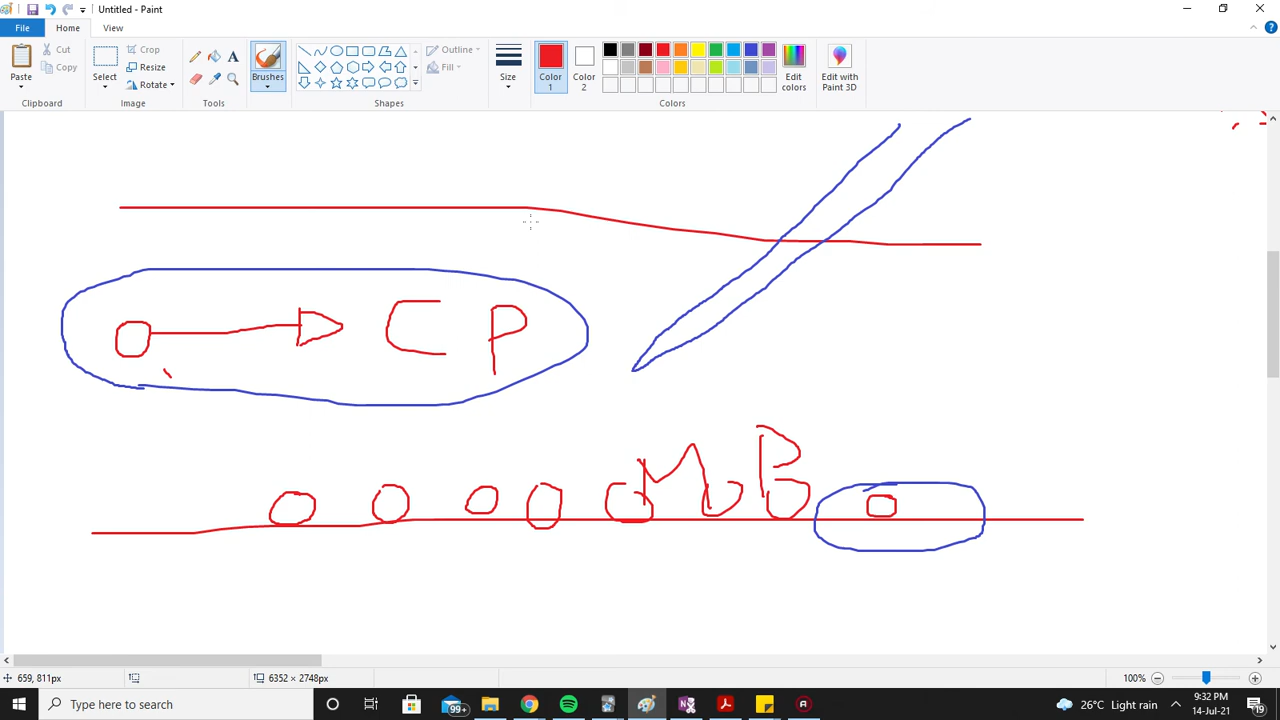 Untitled - Paint
File
Home
View
Paste
Cut
Copy
Clipboard
Select
Crop
Resize
Rotate
Image
A
Tools
Brushes
Outline
Fill
Shapes
Size
Color
1
Color
2
Edit
colors
Edit with
Paint 3D
Colors
C P
M B
659, 811px
6352 × 2748px
100%
Type here to search
99+
26°C Light rain
9:32 PM
14-Jul-21
19